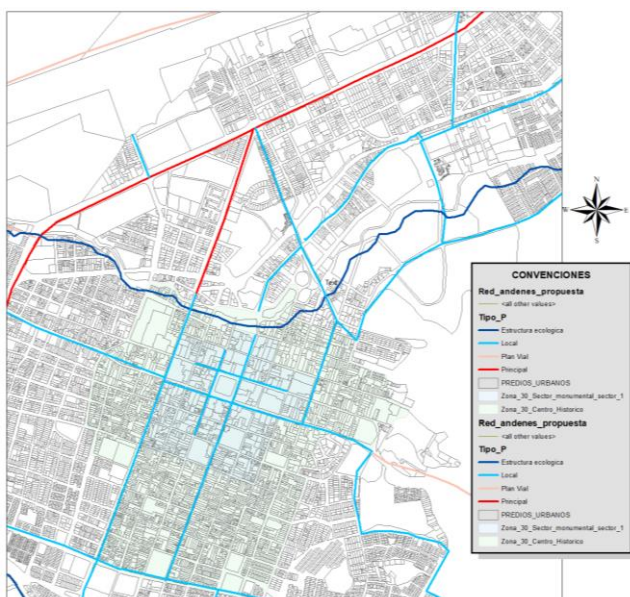 Text
N
W
E
S
CONVENCIONES
Red_andenes_propuesta
<all other values>
Tipo_P
Estructura ecologica
Local
Plan Vial
Principal
PREDIOS_URBANOS
Zona_30_Sector_monumental_sector_1
Zona_30_Centro_Historico
Red_andenes_propuesta
<all other values>
Tipo_P
Estructura ecologica
Local
Plan Vial
Principal
PREDIOS_URBANOS
Zona_30_Sector_monumental_sector_1
Zona_30_Centro_Historico